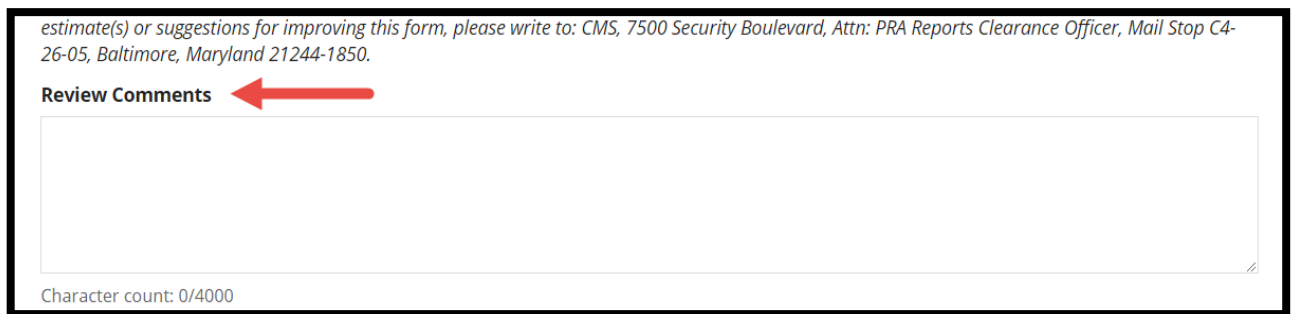 estimate(s) or suggestions for improving this form, please write to: CMS, 7500 Security Boulevard, Attn: PRA Reports Clearance Officer, Mail Stop C4-
26-05, Baltimore, Maryland 21244-1850.
Review Comments
Character count: 0/4000